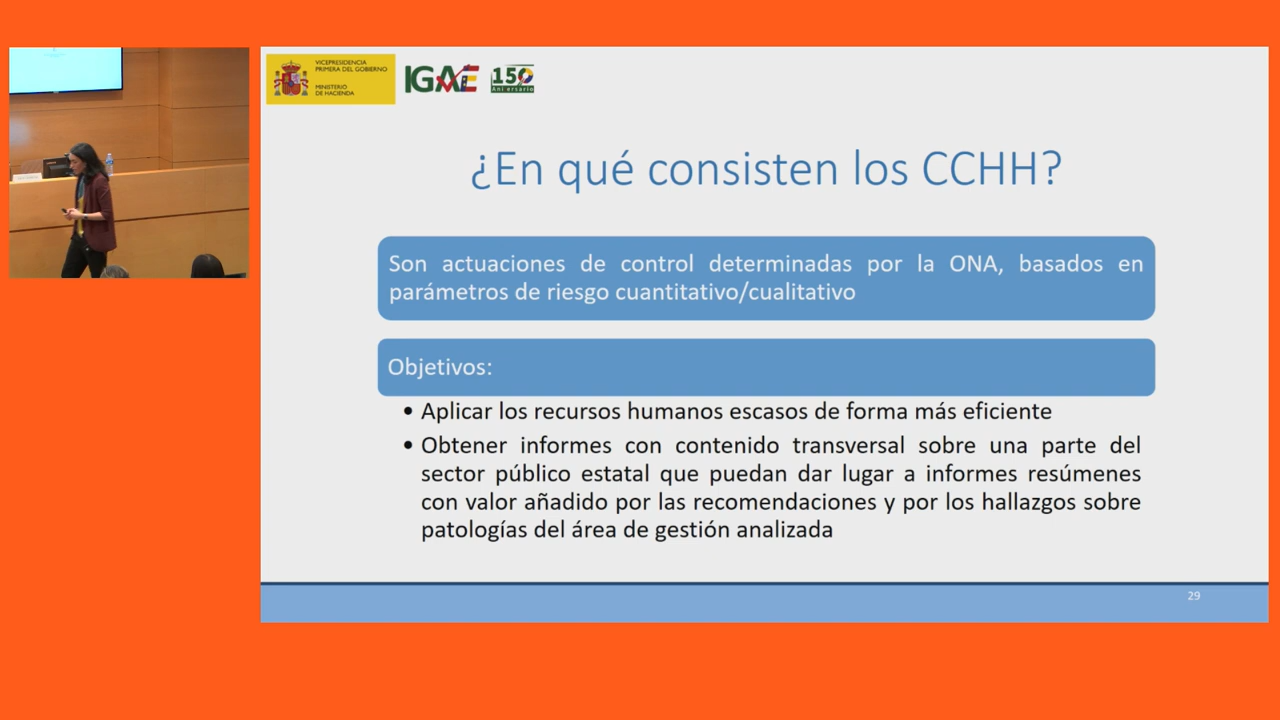 VICEPRESIDENCIA
PRIMERA DEL GOBIERNO
MINISTERIO
DE HACIENDA
IGAE
150
Aniversario
¿En qué consisten los CCHH?
Son actuaciones de control determinadas por la ONA, basados en
parámetros de riesgo cuantitativo/cualitativo
Objetivos:
• Aplicar los recursos humanos escasos de forma más eficiente
• Obtener informes con contenido transversal sobre una parte del
sector público estatal que puedan dar lugar a informes resúmenes
con valor añadido por las recomendaciones y por los hallazgos sobre
patologías del área de gestión analizada
29